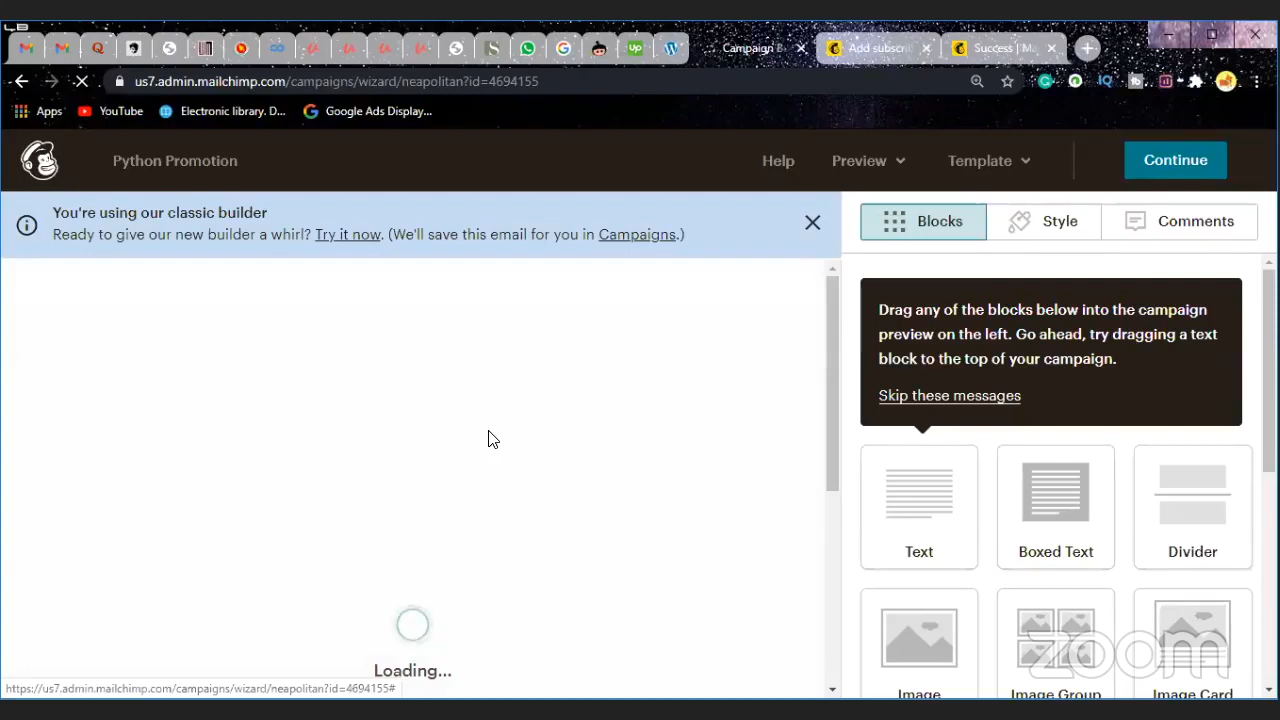 Campaign B
Add subscri
Success | Ma
us7.admin.mailchimp.com/campaigns/wizard/neapolitan?id=4694155
Apps
YouTube
Electronic library. D...
Google Ads Display...
Python Promotion
Help
Preview
Template
Continue
You're using our classic builder
Ready to give our new builder a whirl? Try it now. (We'll save this email for you in Campaigns.)
Blocks
Style
Comments
Drag any of the blocks below into the campaign
preview on the left. Go ahead, try dragging a text
block to the top of your campaign.
Skip these messages
Text
Boxed Text
Divider
Image
Image Group
Image Card
Loading...
https://us7.admin.mailchimp.com/campaigns/wizard/neapolitan?id=4694155#
zoom